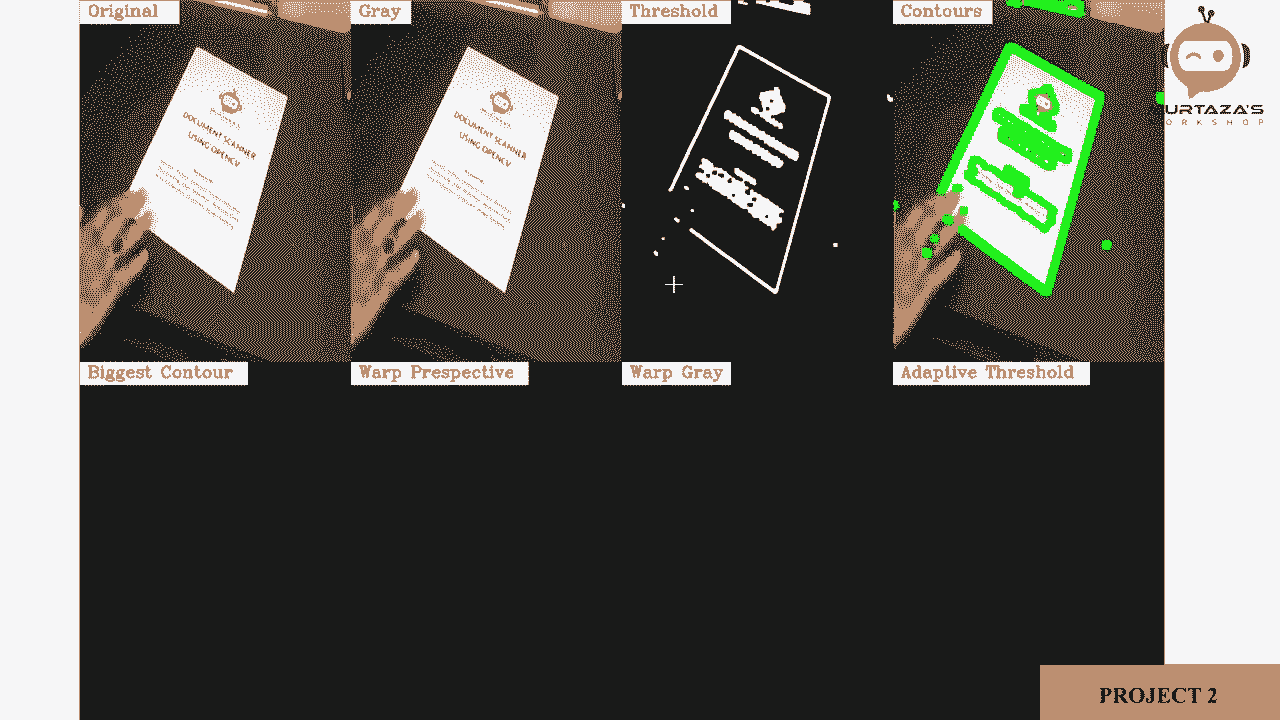 Original
Gray
Threshold
Contours
DOCUMENT SCANNER
USING OPENCV
DOCUMENT SCANNER
USING OPENCV
URTAZA'S
ORKSHOP
Biggest Contour
Warp Prespective
Warp Gray
Adaptive Threshold
PROJECT 2